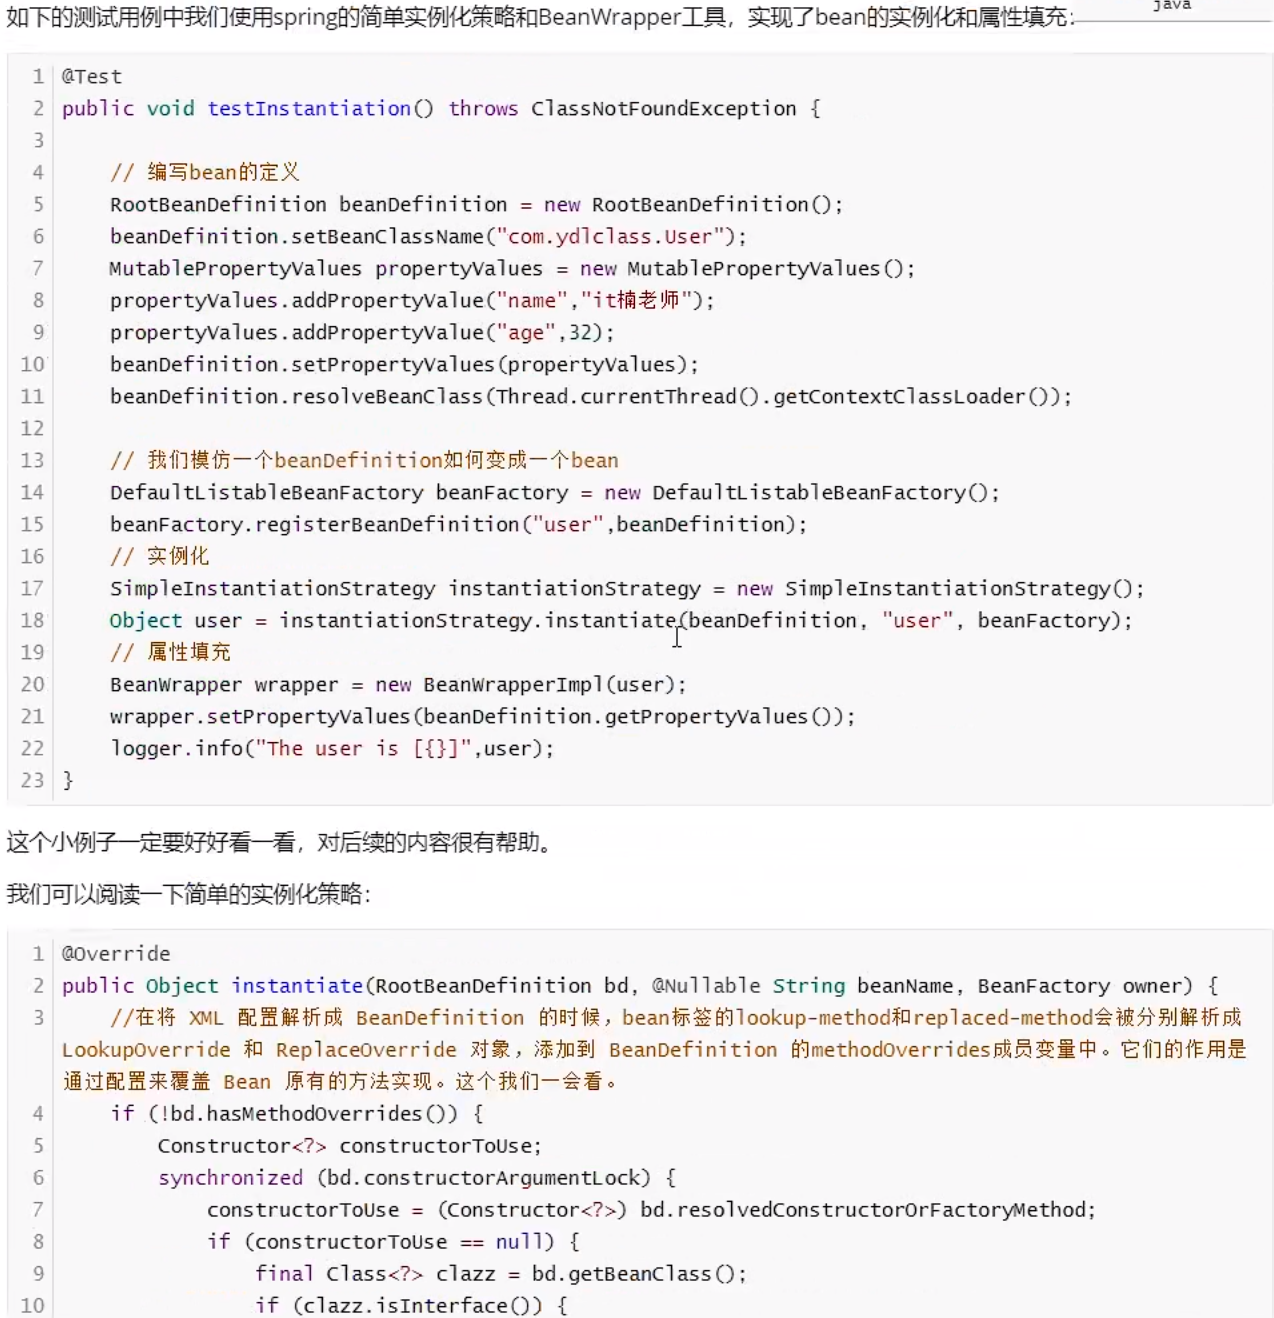 如下的测试用例中我们使用spring的简单实例化策略和BeanWrapper工具，实现了bean的实例化和属性填充：
java
1 @Test
2 public void testInstantiation() throws ClassNotFoundException {
3
4 // 编写bean的定义
5 RootBeanDefinition beanDefinition = new RootBeanDefinition();
6 beanDefinition.setBeanClassName("com.ydlclass.User");
7 MutablePropertyValues propertyValues = new MutablePropertyValues();
8 propertyValues.addPropertyValue("name","it楠老师");
9 propertyValues.addPropertyValue("age",32);
10 beanDefinition.setPropertyValues(propertyValues);
11 beanDefinition.resolveBeanClass(Thread.currentThread().getContextClassLoader());
12
13 // 我们模仿一个beanDefinition如何变成一个bean
14 DefaultListableBeanFactory beanFactory = new DefaultListableBeanFactory();
15 beanFactory.registerBeanDefinition("user",beanDefinition);
16 // 实例化
17 SimpleInstantiationStrategy instantiationStrategy = new SimpleInstantiationStrategy();
18 Object user = instantiationStrategy.instantiate(beanDefinition, "user", beanFactory);
19 // 属性填充
20 BeanWrapper wrapper = new BeanWrapperImpl(user);
21 wrapper.setPropertyValues(beanDefinition.getPropertyValues());
22 logger.info("The user is [{}]",user);
23 }
这个小例子一定要好好看一看，对后续的内容很有帮助。
我们可以阅读一下简单的实例化策略：
1 @Override
2 public Object instantiate(RootBeanDefinition bd, @Nullable String beanName, BeanFactory owner) {
3 //在将 XML 配置解析成 BeanDefinition 的时候，bean标签的lookup-method和replaced-method会被分别解析成
LookupOverride 和 ReplaceOverride 对象，添加到 BeanDefinition 的methodOverrides成员变量中。它们的作用是
通过配置来覆盖 Bean 原有的方法实现。这个我们一会看。
4 if (!bd.hasMethodOverrides()) {
5 Constructor<?> constructorToUse;
6 synchronized (bd.constructorArgumentLock) {
7 constructorToUse = (Constructor<?>) bd.resolvedConstructorOrFactoryMethod;
8 if (constructorToUse == null) {
9 final Class<?> clazz = bd.getBeanClass();
10 if (clazz.isInterface()) {